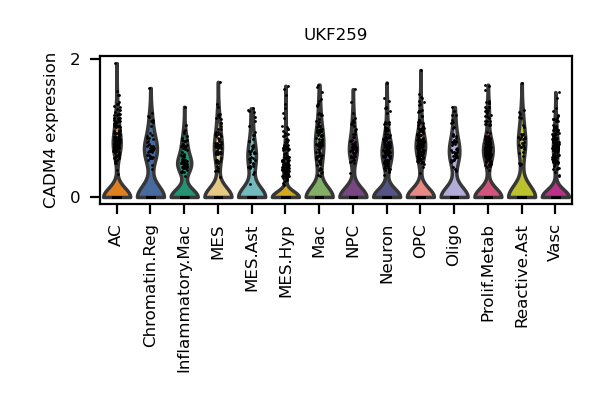 UKF259
CADM4 expression
2
0
AC
Chromatin.Reg
Inflammatory.Mac
MES
MES.Ast
MES.Hyp
Mac
NPC
Neuron
OPC
Oligo
Prolif.Metab
Reactive.Ast
Vasc